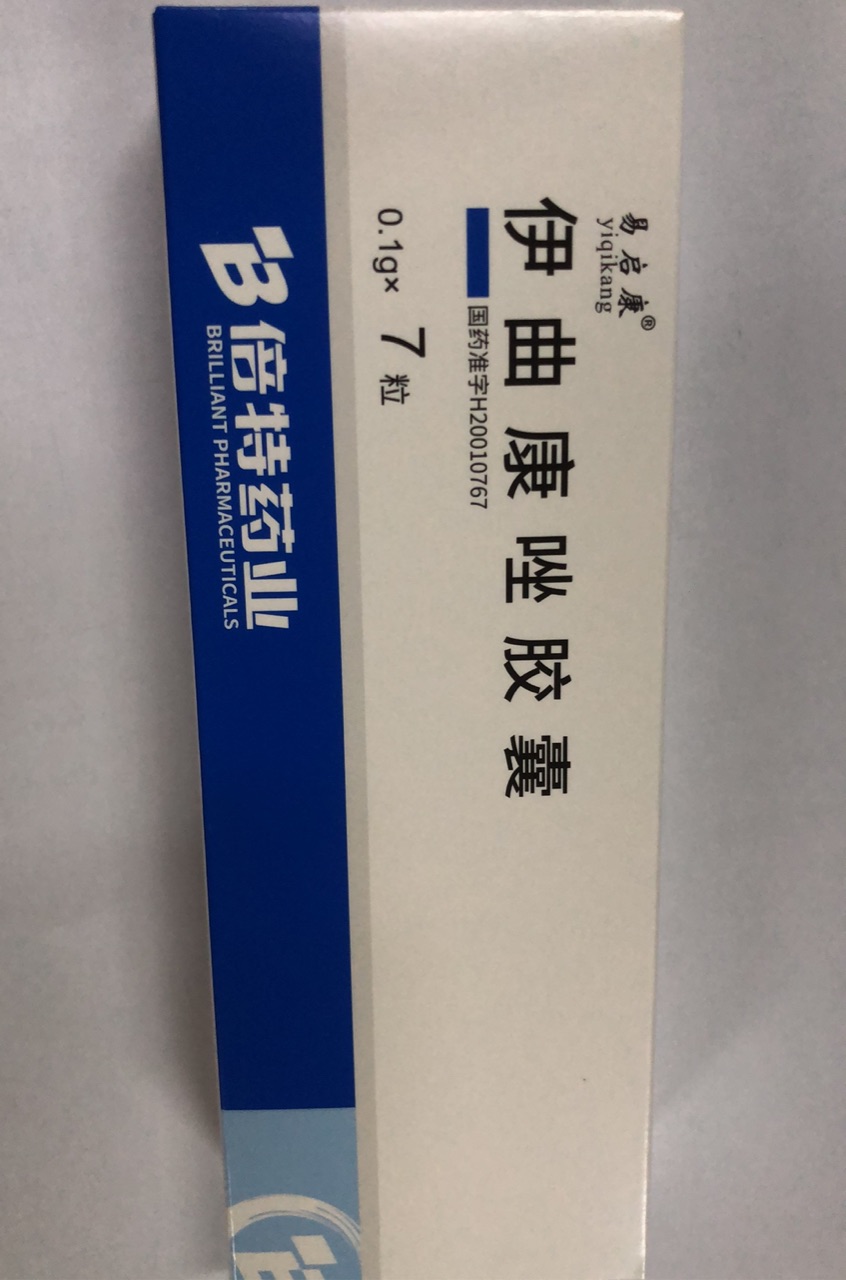 易启康®
yiqikang
伊曲康唑胶囊
国药准字H20010767
0.1g×7粒
倍特药业
BRILLIANT PHARMACEUTICALS